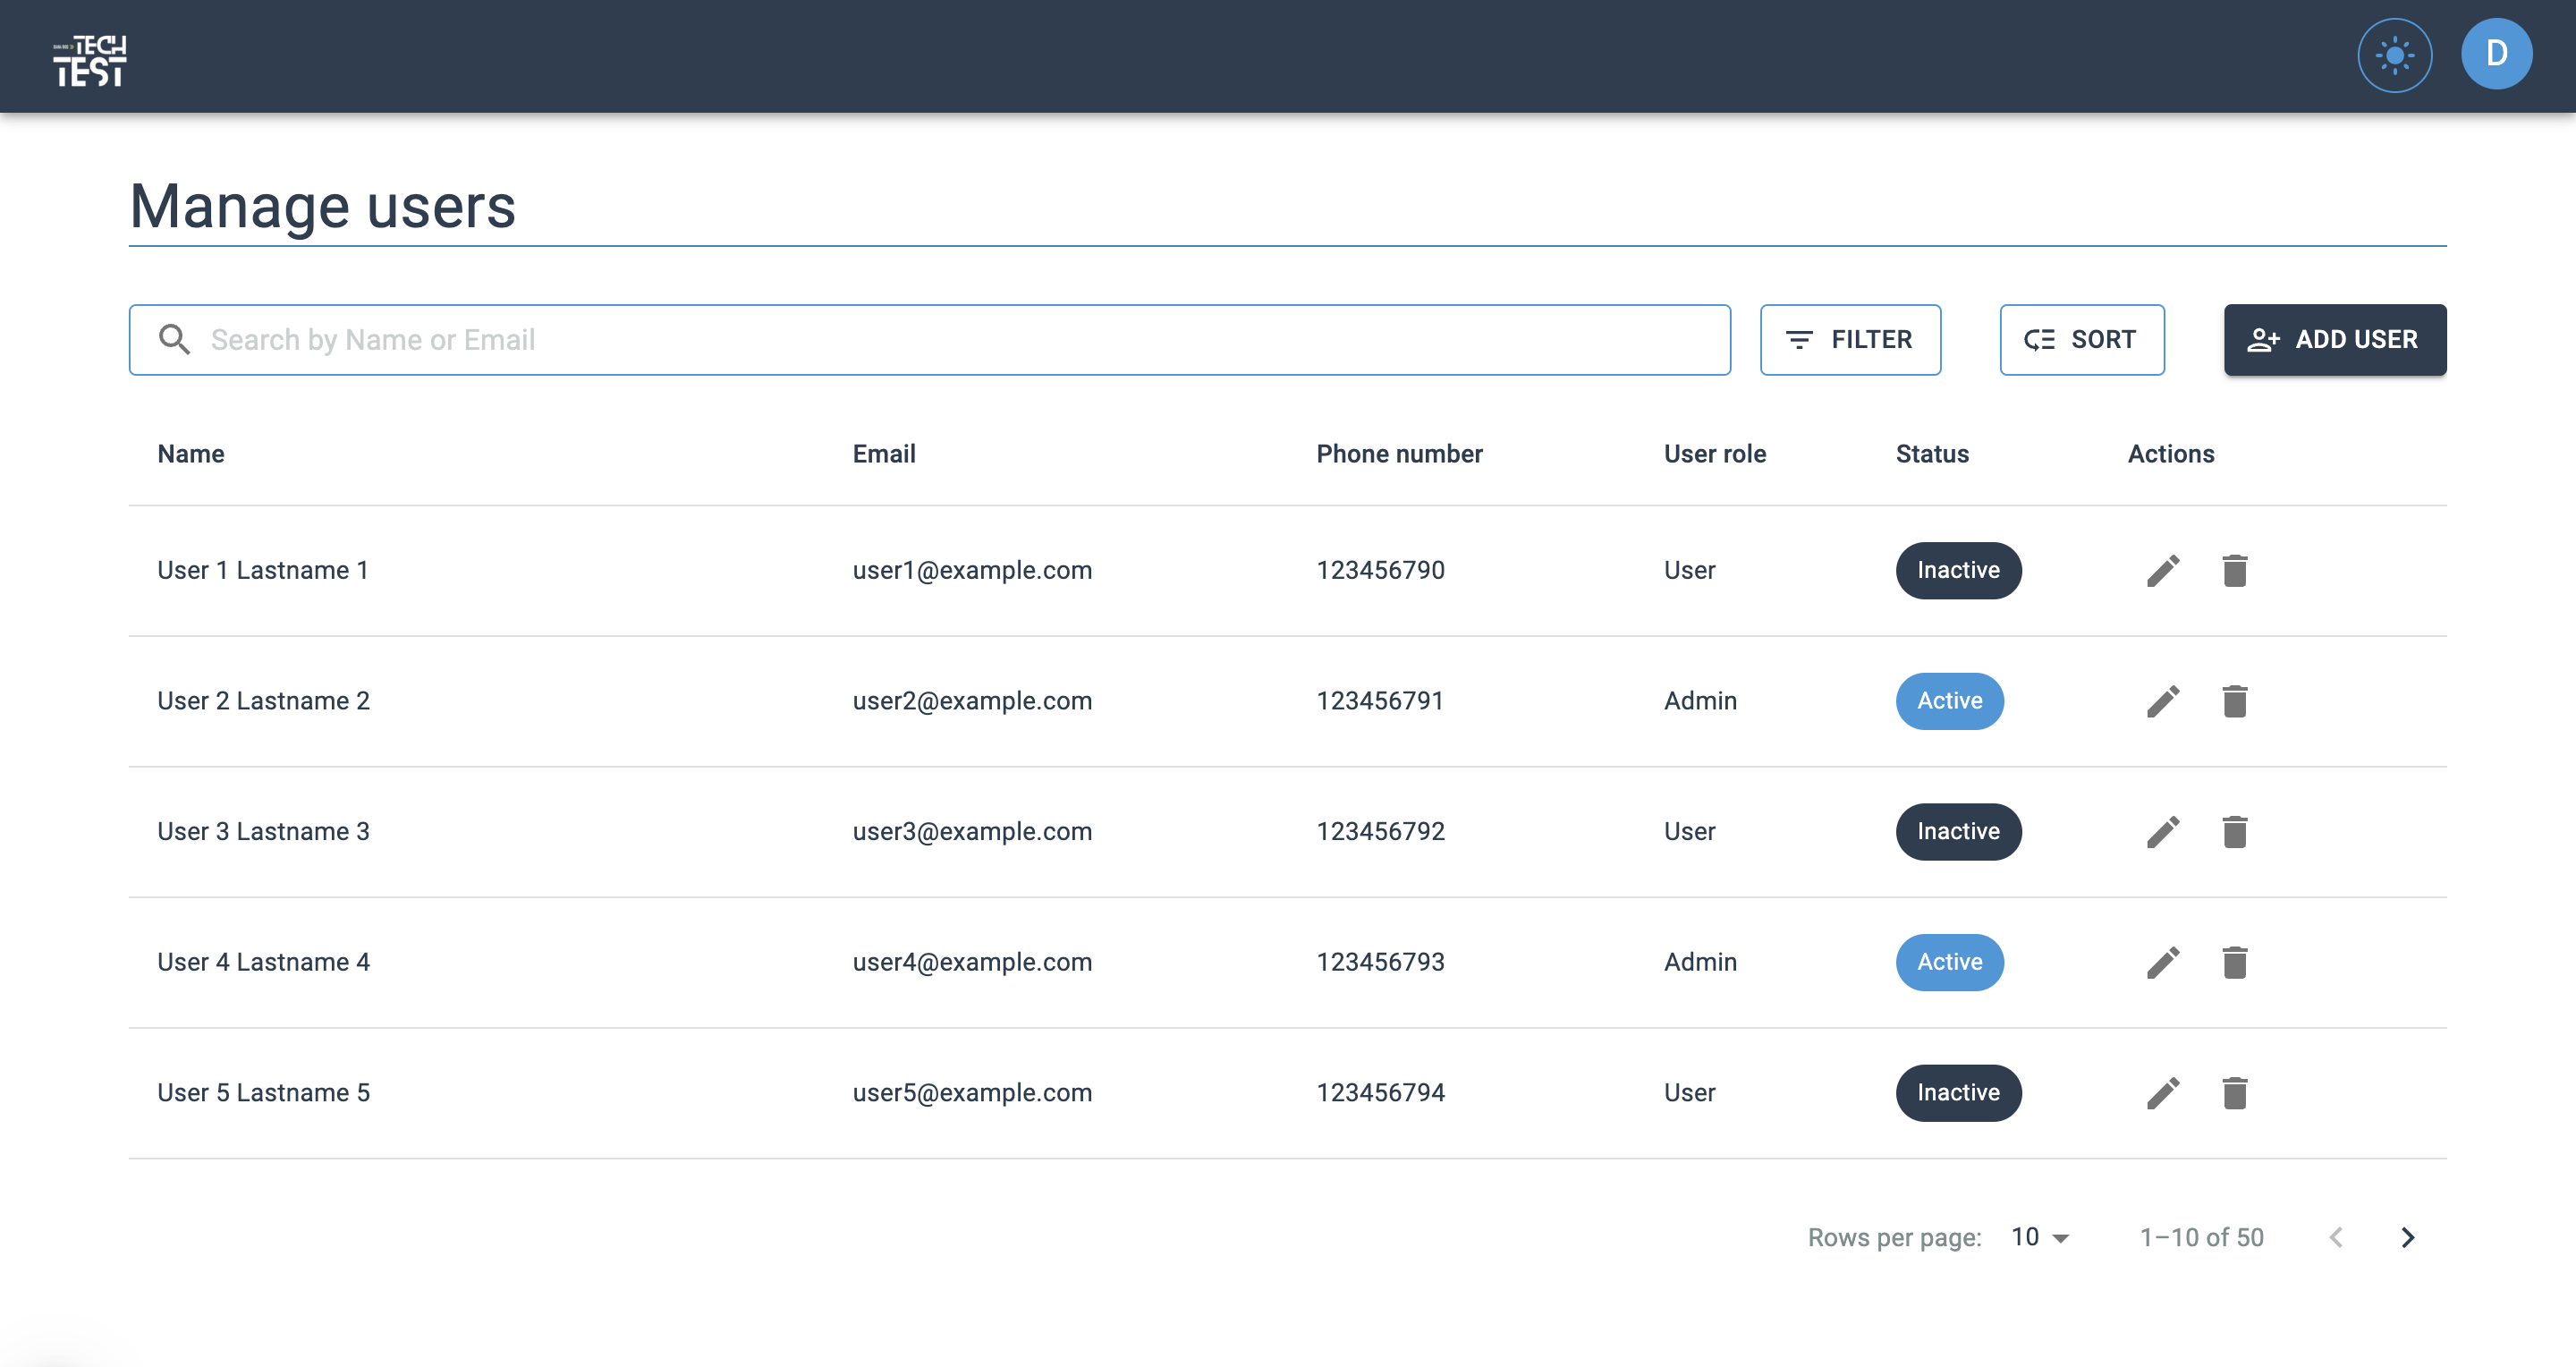 TECH
TEST
D
Manage users
Search by Name or Email
FILTER
SORT
ADD USER
Name Email Phone number User role Status Actions
User 1 Lastname 1 user1@example.com 123456790 User Inactive
User 2 Lastname 2 user2@example.com 123456791 Admin Active
User 3 Lastname 3 user3@example.com 123456792 User Inactive
User 4 Lastname 4 user4@example.com 123456793 Admin Active
User 5 Lastname 5 user5@example.com 123456794 User Inactive
Rows per page: 10 1–10 of 50